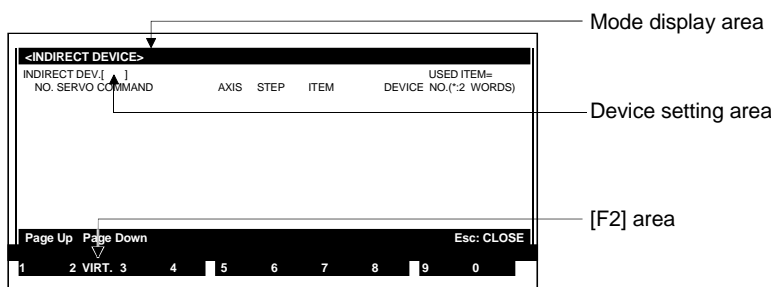 Mode display area
<INDIRECT DEVICE>
INDIRECT DEV.[ ] USED ITEM=
NO. SERVO COMMAND AXIS STEP ITEM DEVICE NO.(*:2 WORDS)
Device setting area
[F2] area
Page Up Page Down Esc: CLOSE
1 2 VIRT. 3 4 5 6 7 8 9 0